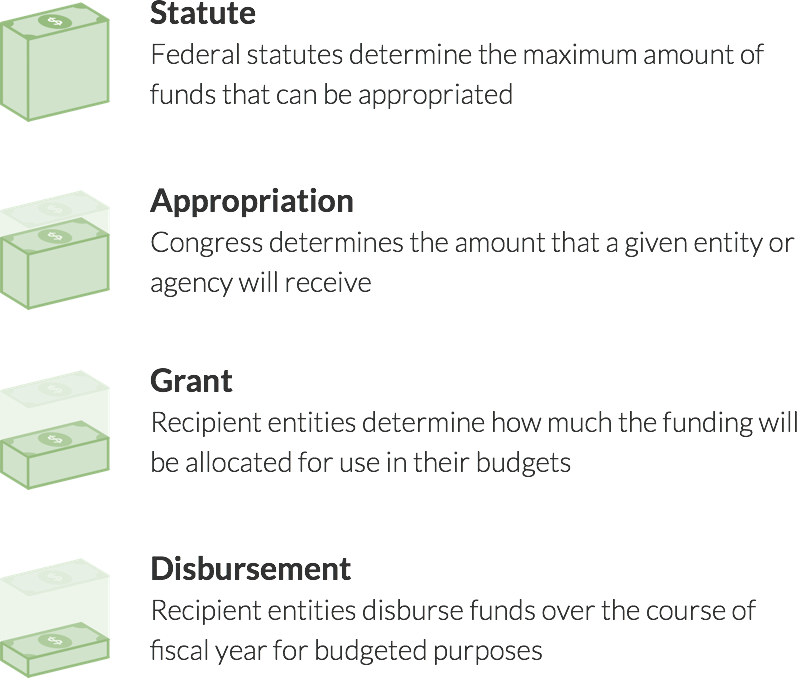 Statute
Federal statutes determine the maximum amount of
funds that can be appropriated
Appropriation
Congress determines the amount that a given entity or
agency will receive
Grant
Recipient entities determine how much the funding will
be allocated for use in their budgets
Disbursement
Recipient entities disburse funds over the course of
fiscal year for budgeted purposes